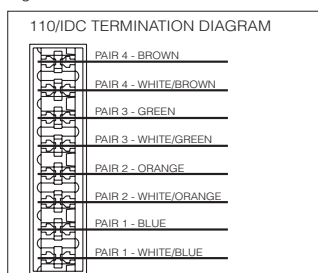 110/IDC TERMINATION DIAGRAM
PAIR 4 - BROWN
PAIR 4 - WHITE/BROWN
PAIR 3 - GREEN
PAIR 3 - WHITE/GREEN
PAIR 2 - ORANGE
PAIR 2 - WHITE/ORANGE
PAIR 1 - BLUE
PAIR 1 - WHITE/BLUE